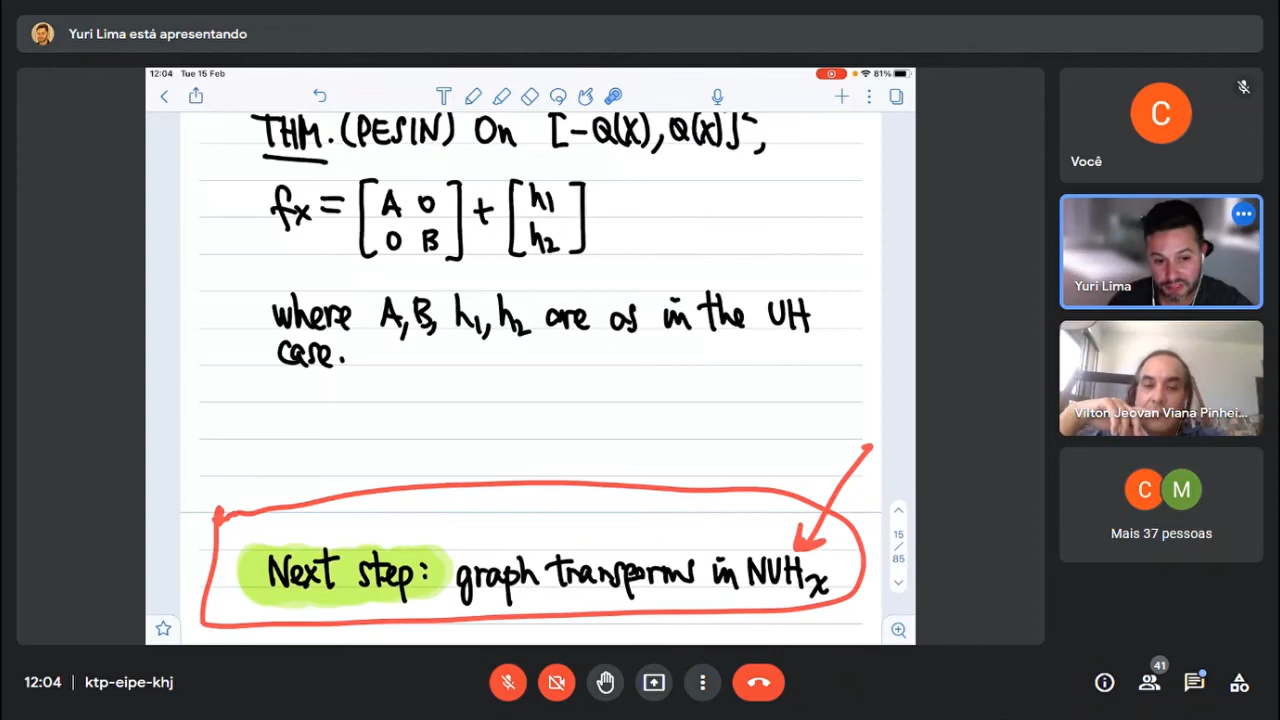 Yuri Lima está apresentando
12:04 Tue 15 Feb
81%
THM. (PESIN) On [-Q(x), Q(x)]²,
fx = [A 0 0 B] + [h1 h2]
where A, B, h1, h2 are as in the UH
case.
Next step: graph transforms in NUHx
15
/
85
C
Você
Yuri Lima
Vilton Jeovan Viana Pinhei...
C M
Mais 37 pessoas
12:04 | ktp-eipe-khj
41